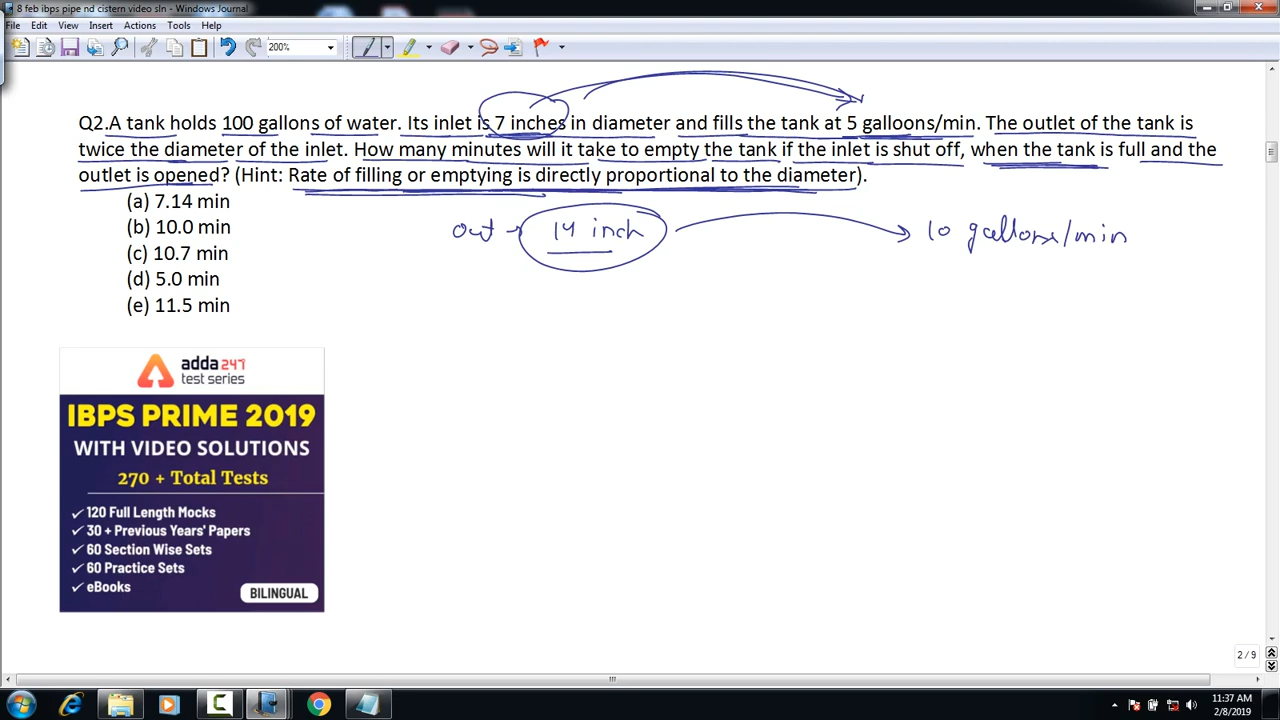 8 feb ibps pipe nd cistern video sln - Windows Journal
File Edit View Insert Actions Tools Help
200%
Q2.A tank holds 100 gallons of water. Its inlet is 7 inches in diameter and fills the tank at 5 galloons/min. The outlet of the tank is
twice the diameter of the inlet. How many minutes will it take to empty the tank if the inlet is shut off, when the tank is full and the
outlet is opened? (Hint: Rate of filling or emptying is directly proportional to the diameter).
(a) 7.14 min
(b) 10.0 min
(c) 10.7 min
(d) 5.0 min
(e) 11.5 min
out → 14 inch → 10 gallons/min
adda247
test series
IBPS PRIME 2019
WITH VIDEO SOLUTIONS
270 + Total Tests
✓ 120 Full Length Mocks
✓ 30 + Previous Years' Papers
✓ 60 Section Wise Sets
✓ 60 Practice Sets
✓ eBooks
BILINGUAL
2 / 9
11:37 AM
2/8/2019